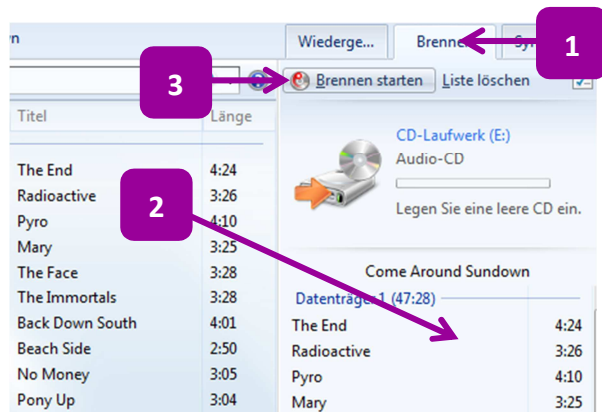 n
Wiederge...
Brenne
1
3
Brennen starten
Liste löschen
Titel
Länge
CD-Laufwerk (E:)
Audio-CD
Legen Sie eine leere CD ein.
The End 4:24
Radioactive 3:26
2
Pyro 4:10
Mary 3:25
The Face 3:28
The Immortals 3:28
Back Down South 4:01
Beach Side 2:50
No Money 3:05
Pony Up 3:04
Come Around Sundown
Datenträger 1 (47:28)
The End 4:24
Radioactive 3:26
Pyro 4:10
Mary 3:25